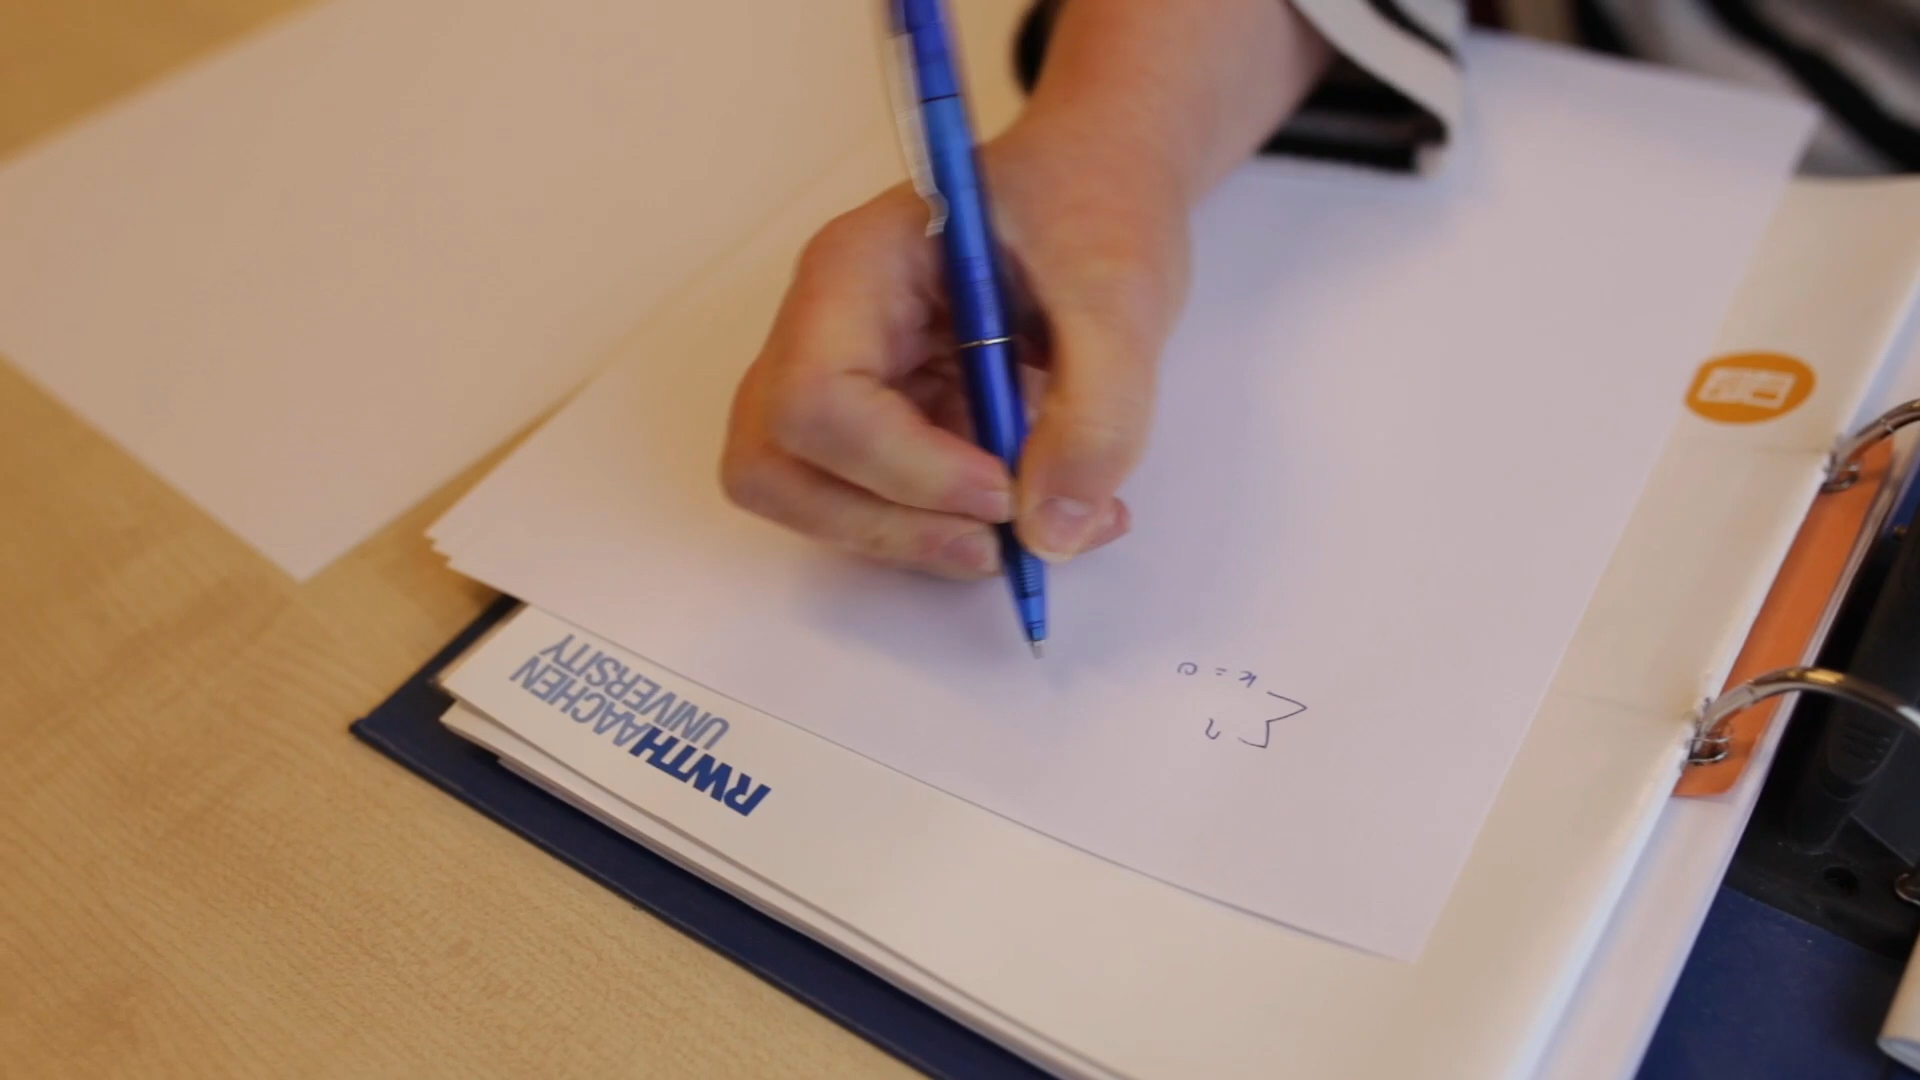 n
∑
k = 0
RWTHAACHEN
UNIVERSITY